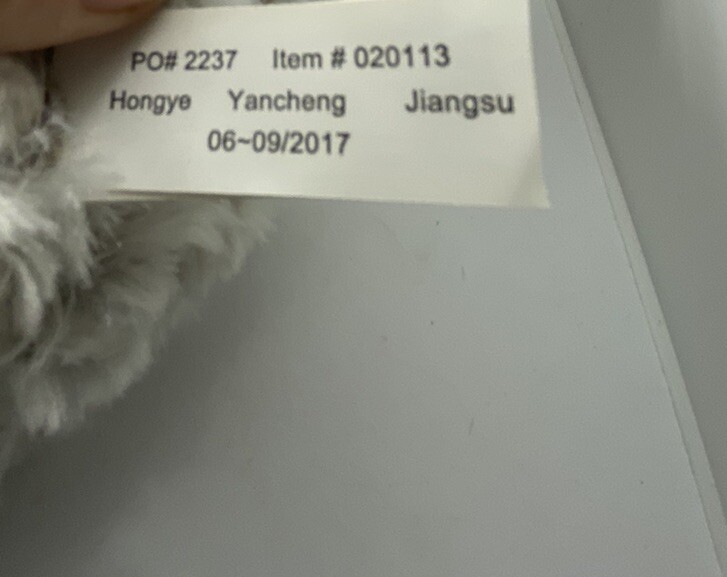 PO# 2237 Item # 020113
Hongye Yancheng Jiangsu
06~09/2017